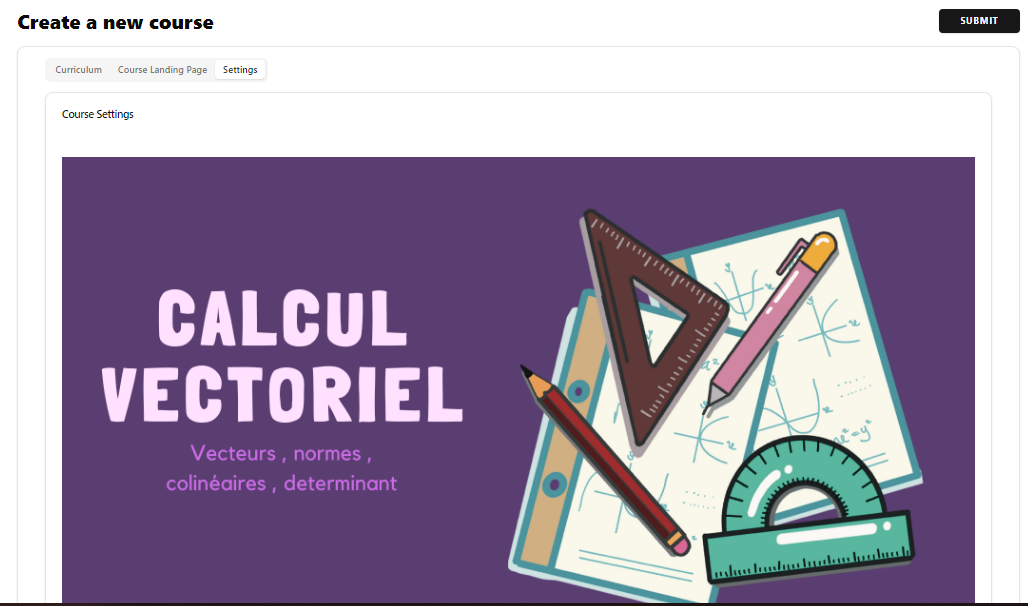 Create a new course
SUBMIT
Curriculum Course Landing Page Settings
Course Settings
CALCUL
VECTORIEL
Vecteurs , normes ,
colinéaires , determinant